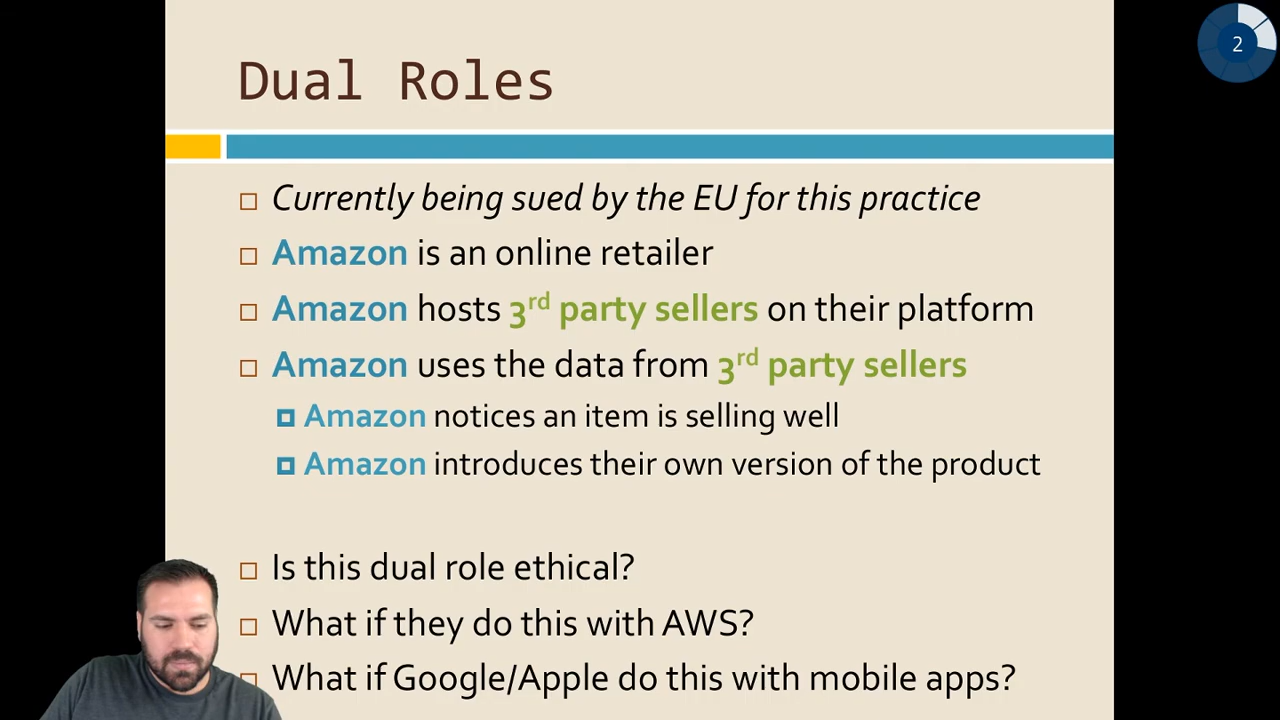 Dual Roles
2
Currently being sued by the EU for this practice
Amazon is an online retailer
Amazon hosts 3rd party sellers on their platform
Amazon uses the data from 3rd party sellers
Amazon notices an item is selling well
Amazon introduces their own version of the product
Is this dual role ethical?
What if they do this with AWS?
What if Google/Apple do this with mobile apps?